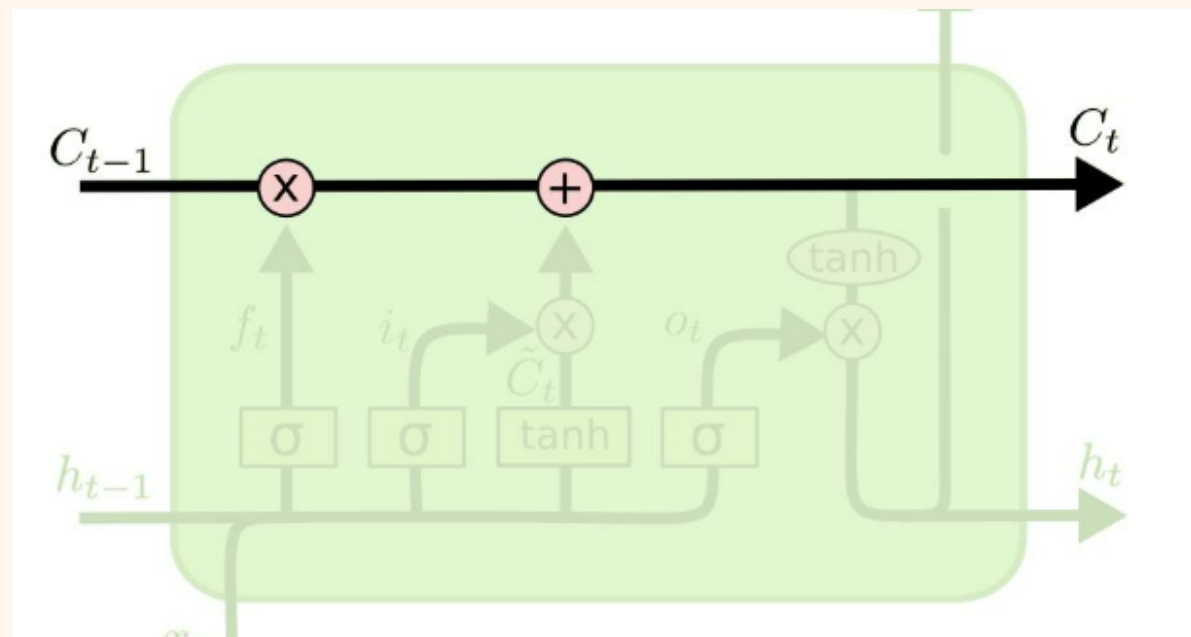 C_{t-1}
C_t
x
+
tanh
f_t
i_t
x
o_t
x
\tilde{C}_t
σ
σ
tanh
σ
h_{t-1}
h_t